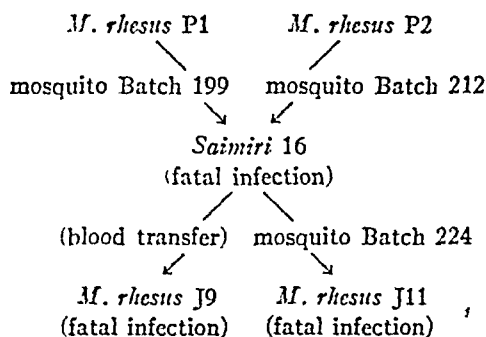 M. rhesus P1 M. rhesus P2
mosquito Batch 199 mosquito Batch 212
Saimiri 16
(fatal infection)
(blood transfer) mosquito Batch 224
M. rhesus J9 M. rhesus J11
(fatal infection) (fatal infection)